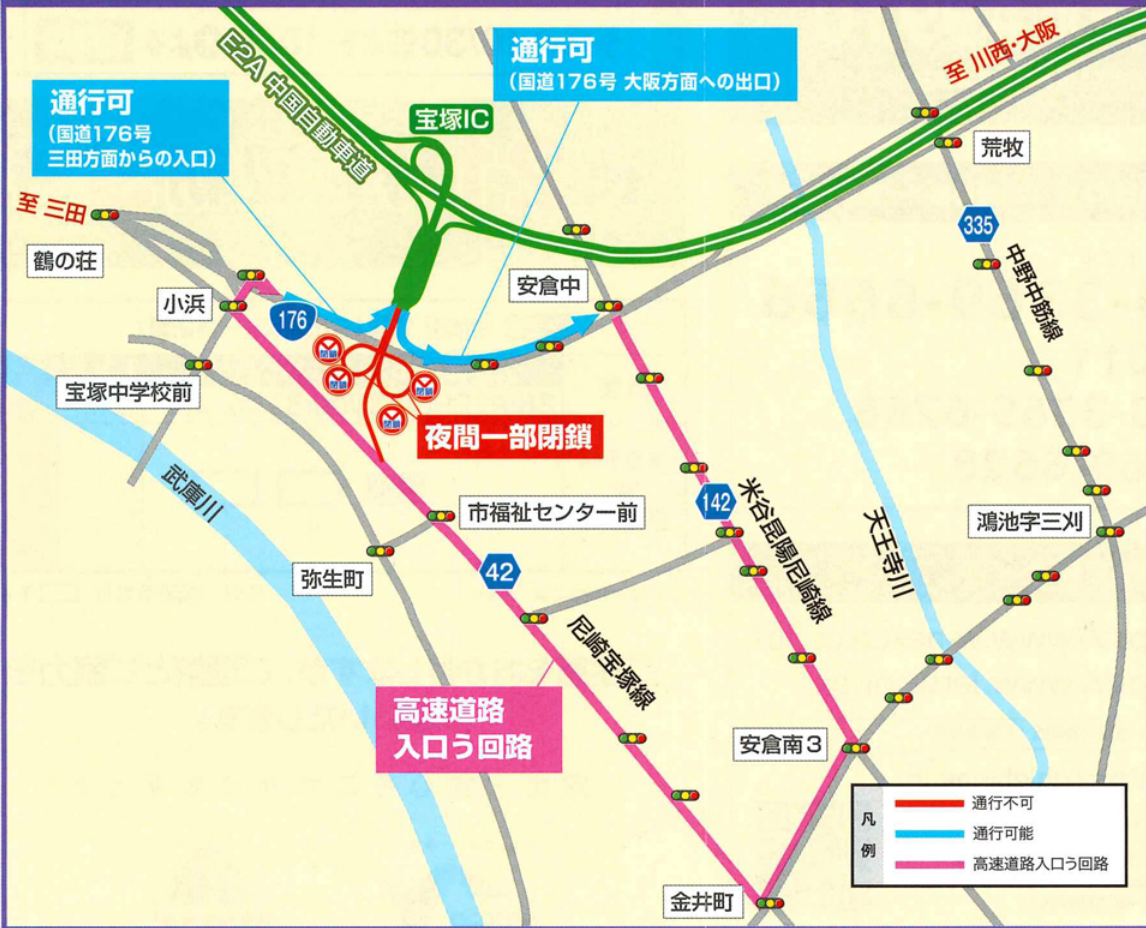 通行可
(国道176号 大阪方面への出口)
通行可
(国道176号
三田方面からの入口)
E2A 中国自動車道
宝塚IC
至 川西・大阪
荒牧
335
中野中筋線
至 三田
鶴の荘
小浜
176
安倉中
宝塚中学校前
閉鎖
閉鎖
閉鎖
閉鎖
夜間一部閉鎖
武庫川
市福祉センター前
弥生町
42
尼崎宝塚線
142
米谷昆陽尼崎線
天王寺川
鴻池字三刈
高速道路
入口う回路
安倉南3
金井町
凡例
通行不可
通行可能
高速道路入口う回路